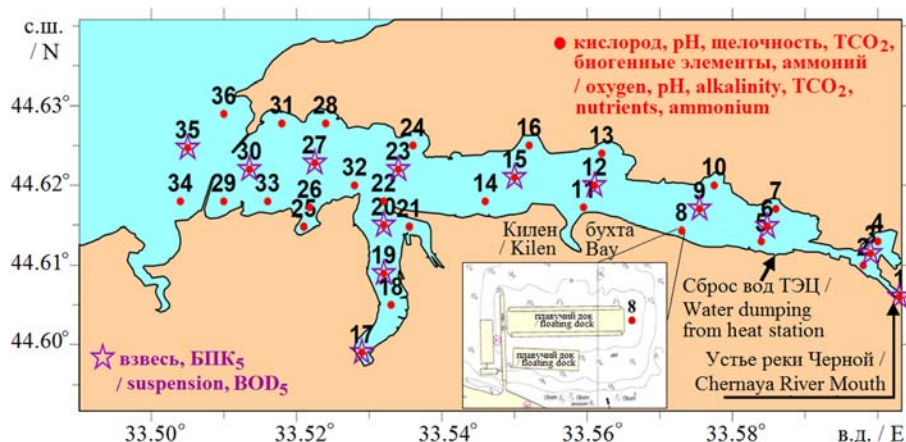 с.ш.
/ N
44.63°
44.62°
44.61°
44.60°
33.50°
33.52°
33.54°
33.56°
33.58°
в.д. / E
кислород, pH, щелочность, TCO₂,
биогенные элементы, аммоний
/ oxygen, pH, alkalinity, TCO₂,
nutrients, ammonium
36
31
28
35
30
27
24
23
16
15
13
12
10
34
29
33
32
22
14
11
9
7
26
25
20
21
8
6
5
4
3
2
1
19
18
17
Килен
/ Kilen
бухта
Bay
плавучий док
/ floating dock
8
плавучий док
/ floating dock
Сброс вод ТЭЦ /
Water dumping
from heat station
Устье реки Черной /
Chernaya River Mouth
взвесь, БПК₅
/ suspension, BOD₅